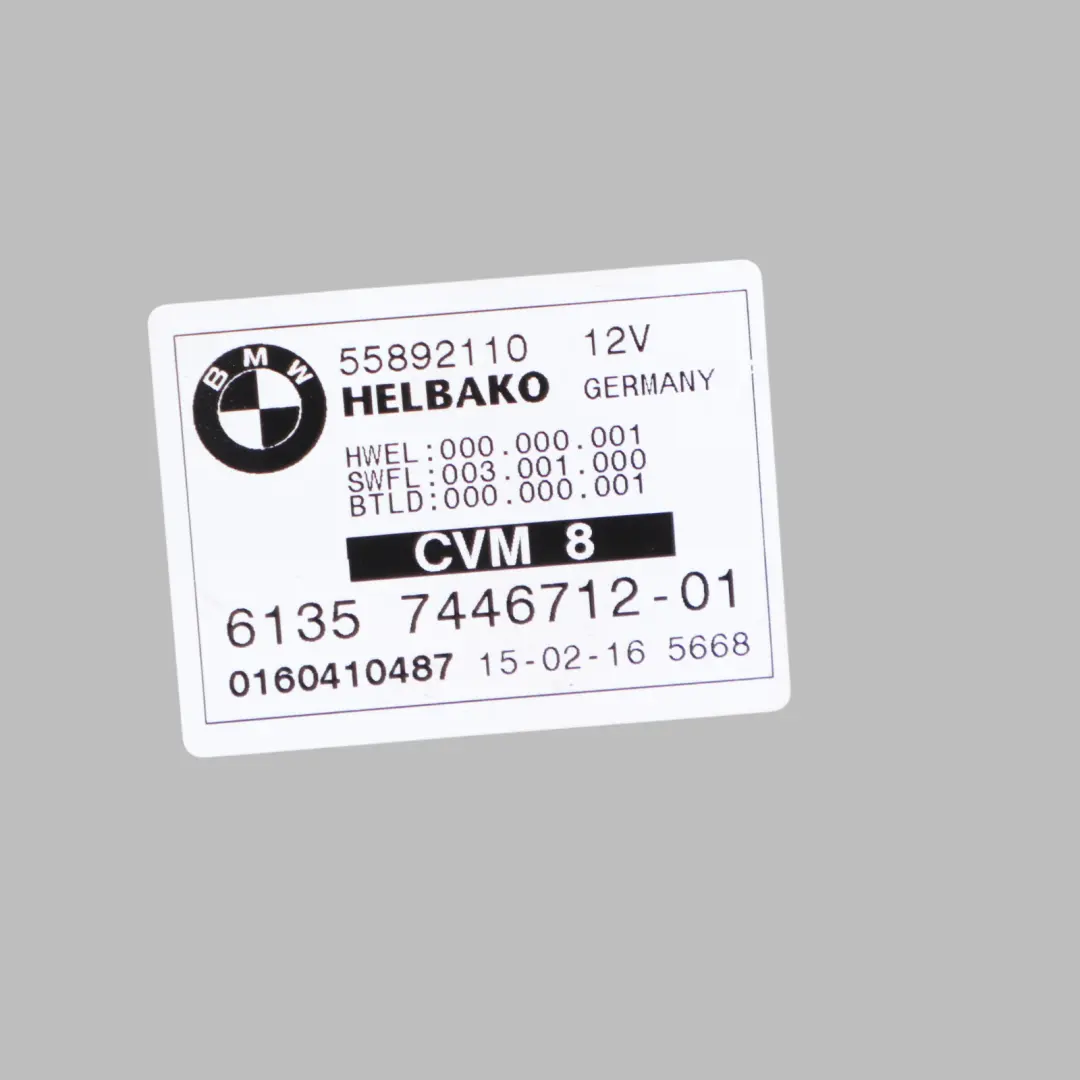 BMW
55892110 12V
HELBAKO GERMANY
HWEL:000.000.001
SWFL:003.001.000
BTLD:000.000.001
CVM 8
6135 7446712-01
0160410487 15-02-16 5668